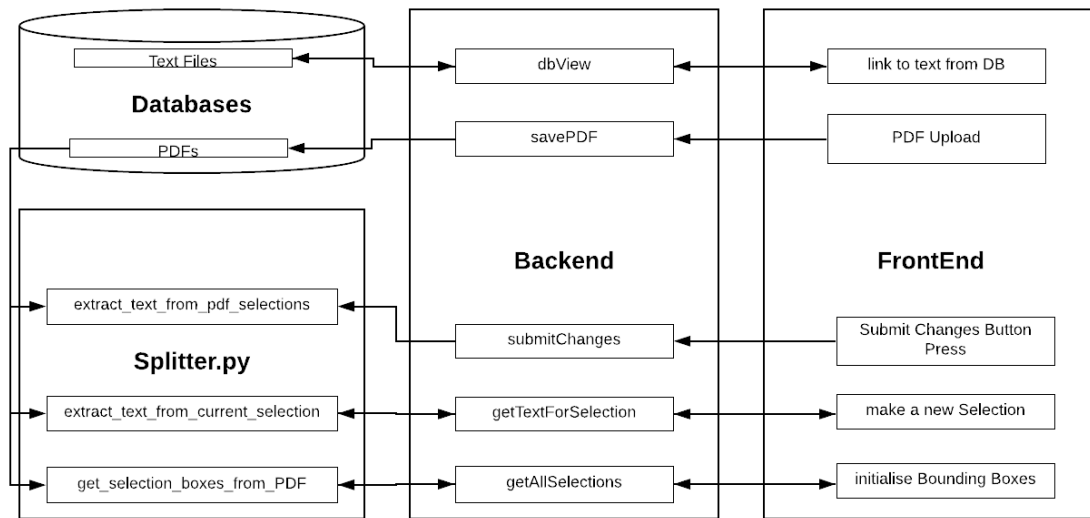 Text Files
Databases
PDFs
extract_text_from_pdf_selections
Splitter.py
extract_text_from_current_selection
get_selection_boxes_from_PDF
dbView
savePDF
Backend
submitChanges
getTextForSelection
getAllSelections
link to text from DB
PDF Upload
FrontEnd
Submit Changes Button
Press
make a new Selection
initialise Bounding Boxes